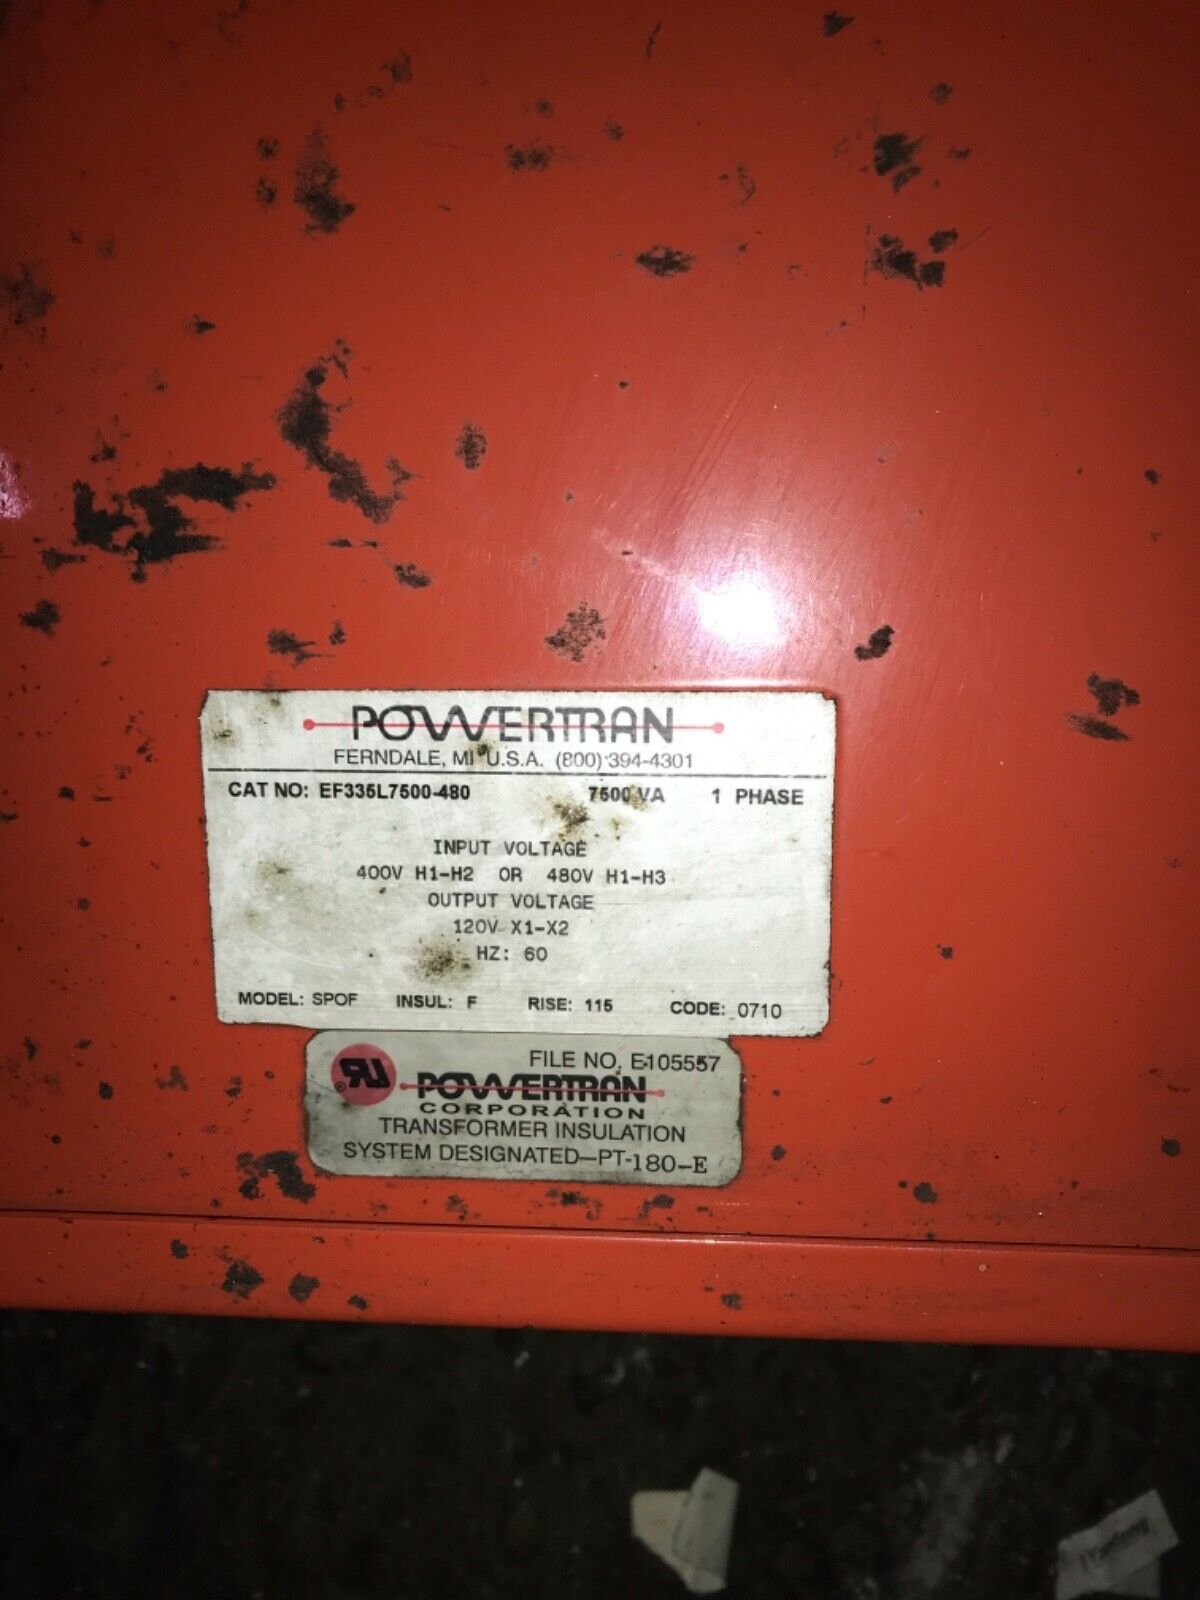 POWERTRAN
FERNDALE, MI U.S.A. (800) 394-4301
CAT NO: EF335L7500-480 7500 VA 1 PHASE
INPUT VOLTAGE
400V H1-H2 OR 480V H1-H3
OUTPUT VOLTAGE
120V X1-X2
HZ: 60
MODEL: SPOF INSUL: F RISE: 115 CODE: 0710
FILE NO. E105557
RU ®
POWERTRAN
CORPORATION
TRANSFORMER INSULATION
SYSTEM DESIGNATED—PT-180-E